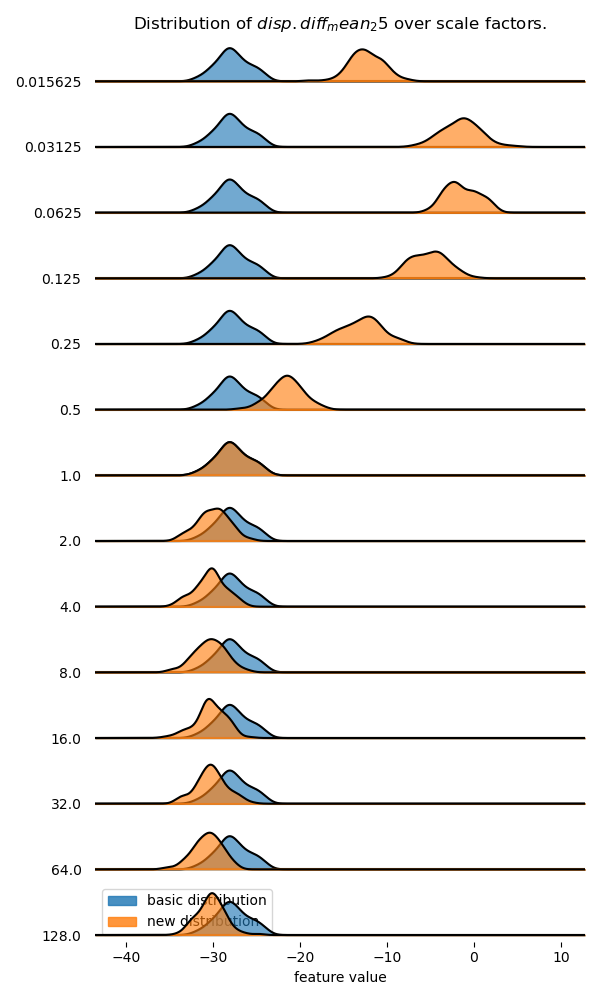 Distribution of disp.diff_mean_25 over scale factors.
0.015625
0.03125
0.0625
0.125
0.25
0.5
1.0
2.0
4.0
8.0
16.0
32.0
64.0
basic distribution
new distribution
128.0
−40 −30 −20 −10 0 10
feature value